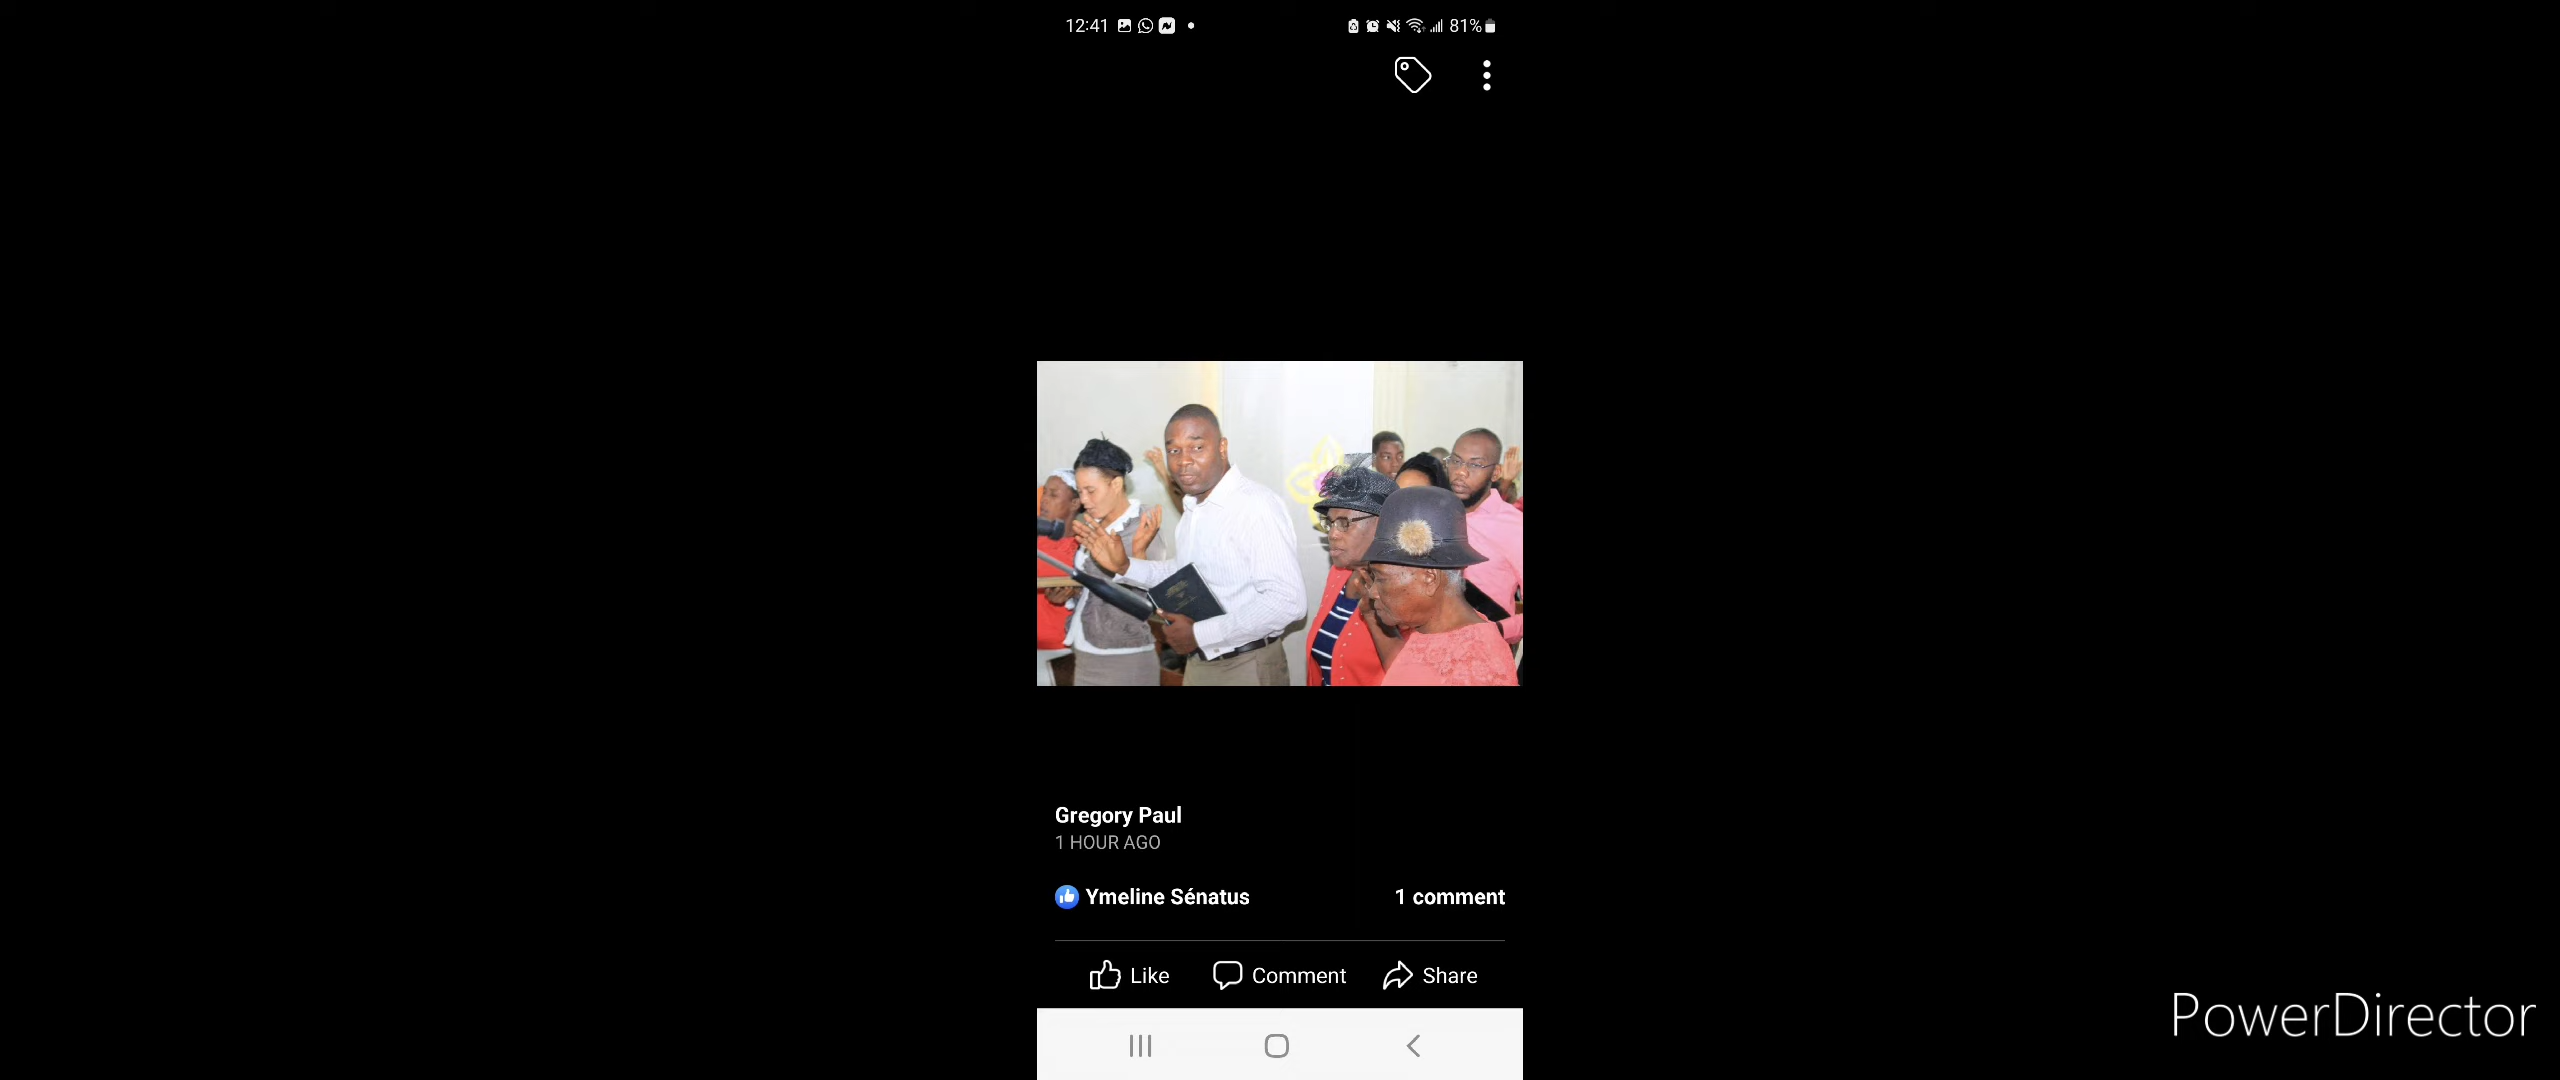 12:41
81%
Gregory Paul
1 HOUR AGO
Ymeline Sénatus
1 comment
Like
Comment
Share
PowerDirector